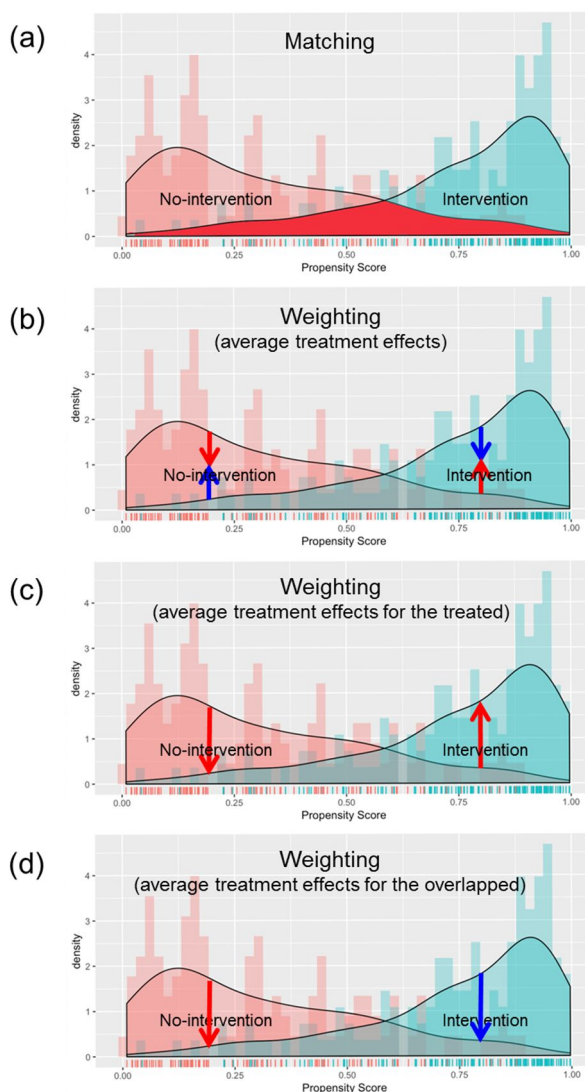 (a)
Matching
density
4
3
2
1
0
No-intervention
Intervention
0.00
0.25
0.50
0.75
1.00
Propensity Score
(b)
Weighting
(average treatment effects)
density
4
3
2
1
0
No-intervention
Intervention
0.00
0.25
0.50
0.75
1.00
Propensity Score
(c)
Weighting
(average treatment effects for the treated)
density
4
3
2
1
0
No-intervention
Intervention
0.00
0.25
0.50
0.75
1.00
Propensity Score
(d)
Weighting
(average treatment effects for the overlapped)
density
4
3
2
1
0
No-intervention
Intervention
0.00
0.25
0.50
0.75
1.00
Propensity Score